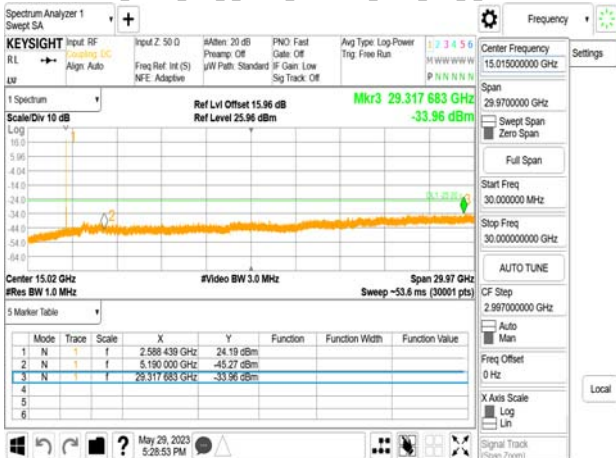 Spectrum Analyzer 1
Swept SA
Frequency
KEYSIGHT Input: RF Input Z: 50 Ω #Atten: 20 dB PNO: Fast Avg Type: Log-Power 1 2 3 4 5 6
RL Coupling: DC Preamp: Off Gate: Off Trig: Free Run M W W W W W
Align: Auto Freq Ref: Int (S) µW Path: Standard IF Gain: Low P N N N N N
NFE: Adaptive Sig Track: Off
1 Spectrum
Scale/Div 10 dB
Ref Lvl Offset 15.96 dB
Ref Level 25.96 dBm
Mkr3 29.317 683 GHz
-33.96 dBm
Log
16.0
5.96
-4.04
-14.0
-24.0
-34.0
-44.0
-54.0
-64.0
1
2
Center 15.02 GHz #Video BW 3.0 MHz Span 29.97 GHz
#Res BW 1.0 MHz Sweep ~53.6 ms (30001 pts)
5 Marker Table
Mode Trace Scale X Y Function Function Width Function Value
1 N 1 f 2.588 439 GHz 24.19 dBm
2 N 1 f 5.190 000 GHz -45.27 dBm
3 N 1 f 29.317 683 GHz -33.96 dBm
4
5
6
May 29, 2023
5:28:53 PM
Center Frequency
15.015000000 GHz
Settings
Span
29.9700000 GHz
Swept Span
Zero Span
Full Span
Start Freq
30.000000 MHz
Stop Freq
30.000000000 GHz
AUTO TUNE
CF Step
2.997000000 GHz
Auto
Man
Freq Offset
0 Hz
Local
X Axis Scale
Log
Lin
Signal Track
(Span Zoom)